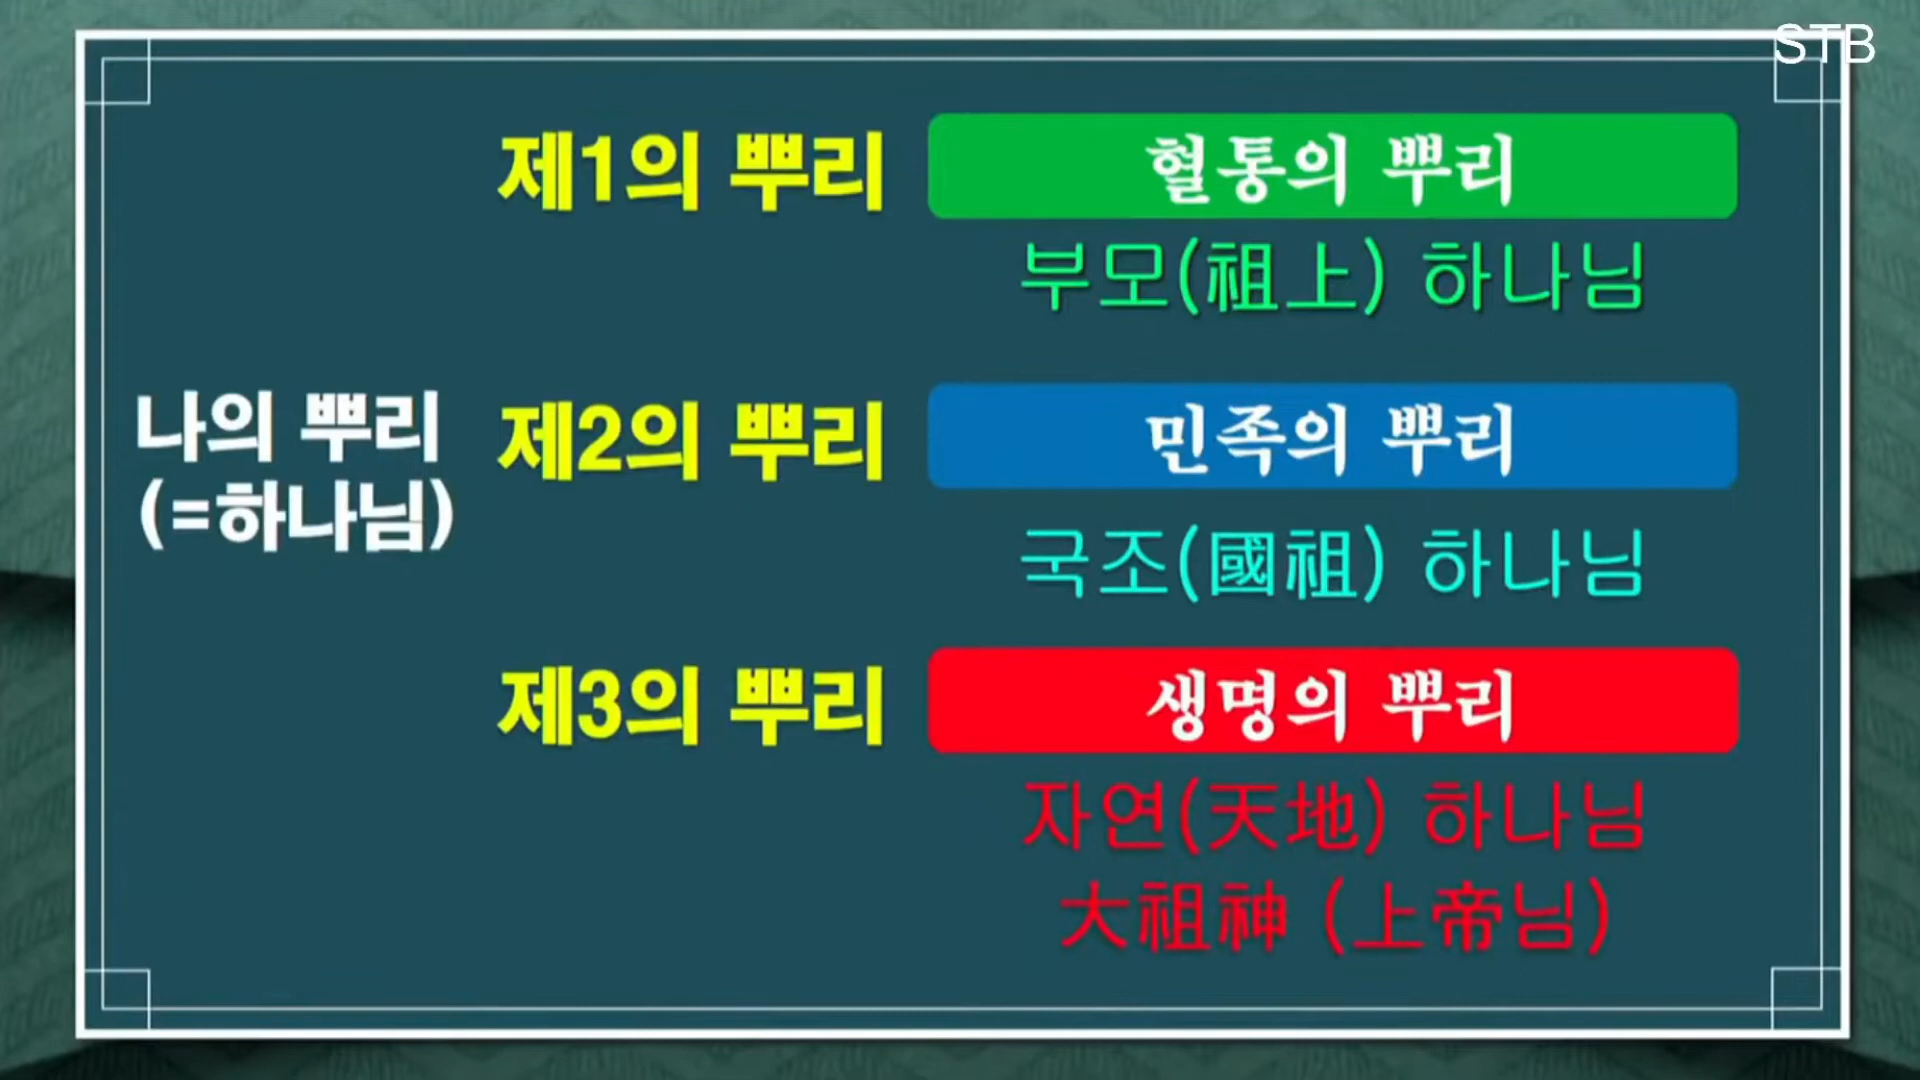 STB
제1의 뿌리 혈통의 뿌리
부모(祖上) 하나님
나의 뿌리
(=하나님)
제2의 뿌리 민족의 뿌리
국조(國祖) 하나님
제3의 뿌리 생명의 뿌리
자연(天地) 하나님
大祖神 (上帝님)